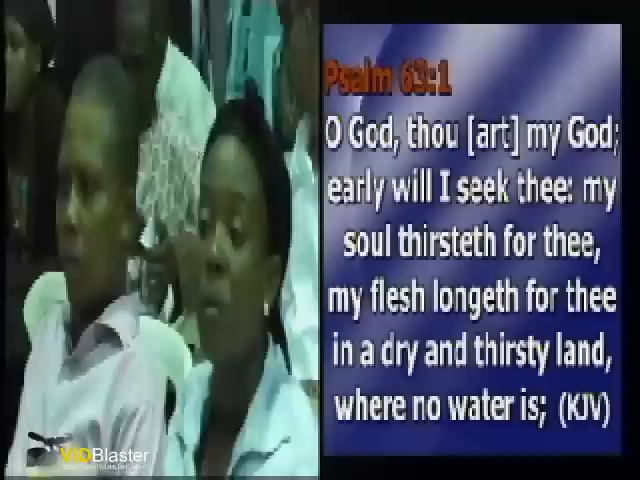 Psalm 63:1
O God, thou [art] my God;
early will I seek thee: my
soul thirsteth for thee,
my flesh longeth for thee
in a dry and thirsty land,
where no water is; (KJV)
VidBlaster